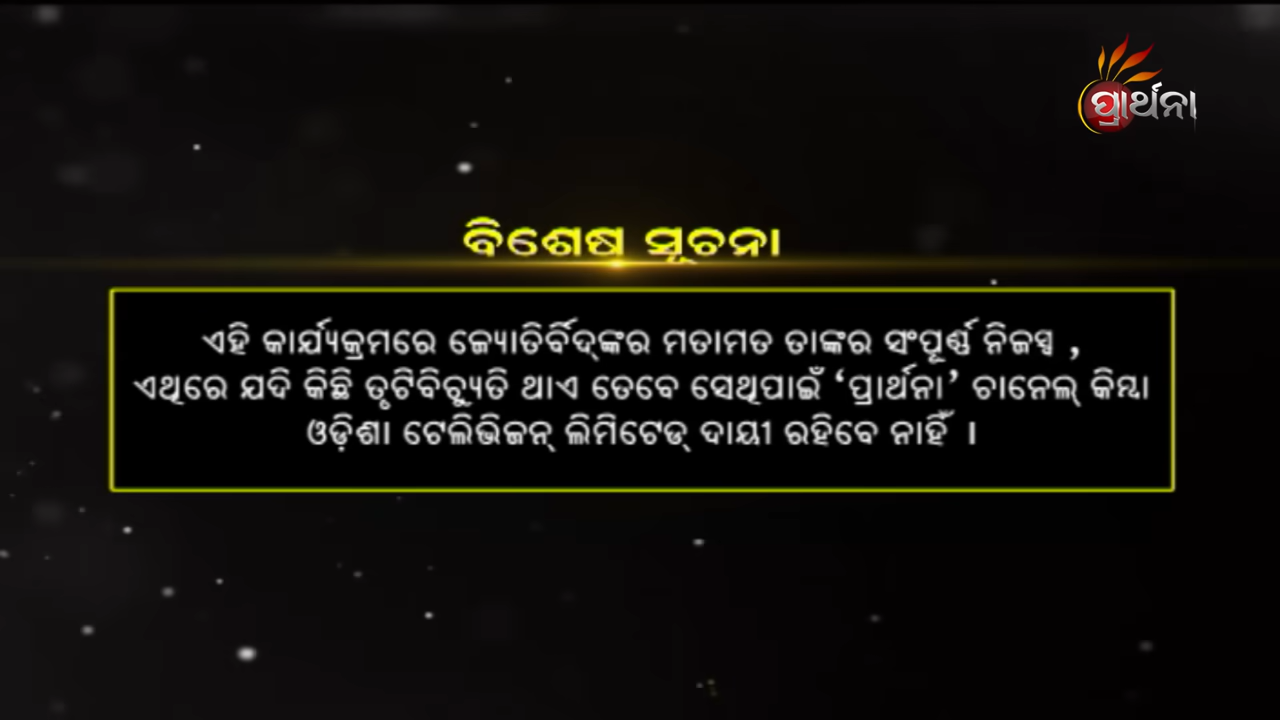 ପ୍ରାର୍ଥନା
ବିଶେଷ ସୂଚନା
ଏହି କାର୍ଯ୍ୟକ୍ରମରେ ଜ୍ୟୋତିର୍ବିଦ୍‌ଙ୍କର ମତାମତ ତାଙ୍କର ସଂପୂର୍ଣ୍ଣ ନିଜସ୍ୱ ,
ଏଥିରେ ଯଦି କିଛି ତୃଟିବିଚ୍ୟୁତି ଥାଏ ତେବେ ସେଥିପାଇଁ ‘ପ୍ରାର୍ଥନା’ ଚାନେଲ୍ କିମ୍ବା
ଓଡ଼ିଶା ଟେଲିଭିଜନ୍ ଲିମିଟେଡ୍ ଦାୟୀ ରହିବେ ନାହିଁ ।